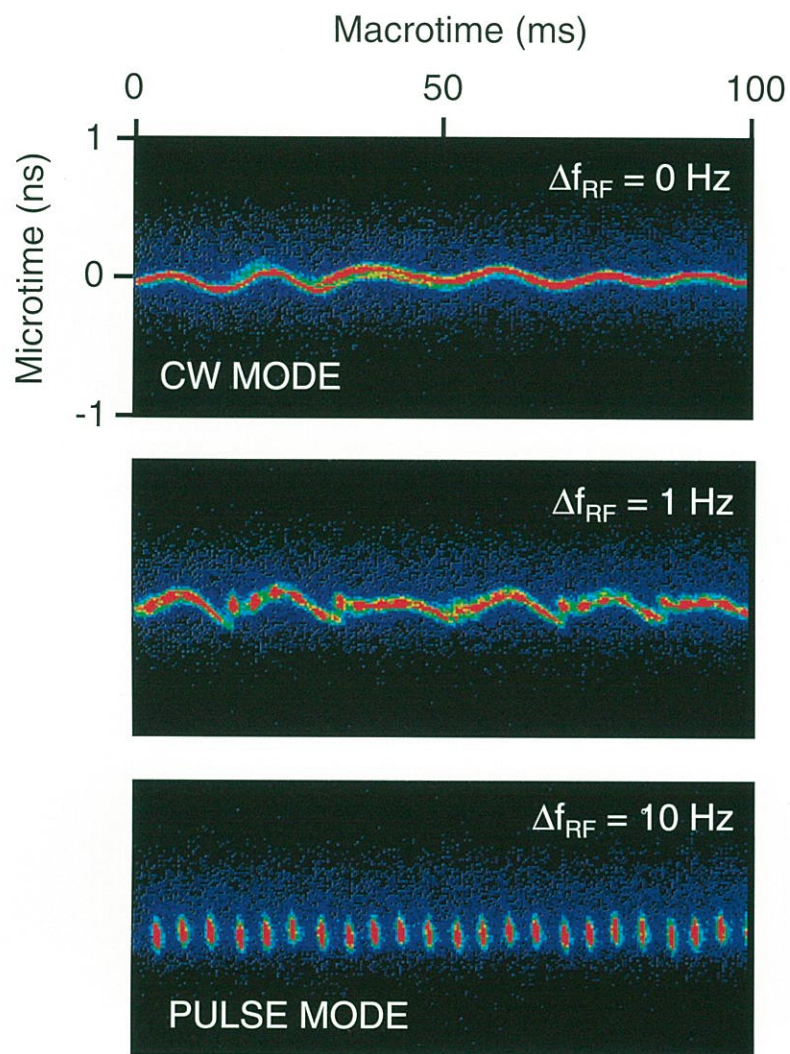 Macrotime (ms)
0 50 100
Microtime (ns)
1
0
-1
Δf_RF = 0 Hz
CW MODE
Δf_RF = 1 Hz
Δf_RF = 10 Hz
PULSE MODE